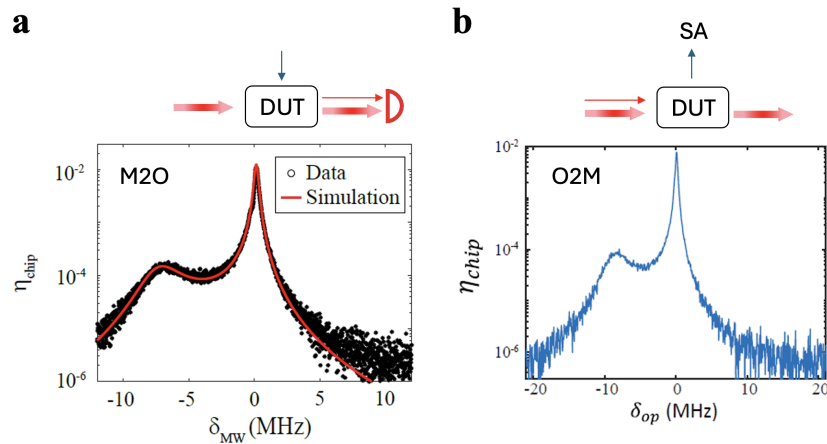 a
DUT
M2O
Data
Simulation
10⁻²
10⁻⁴
10⁻⁶
η_chip
-10
-5
0
5
10
δ_MW (MHz)
b
SA
DUT
O2M
10⁻²
10⁻⁴
10⁻⁶
η_chip
-20
-10
0
10
20
δ_op (MHz)